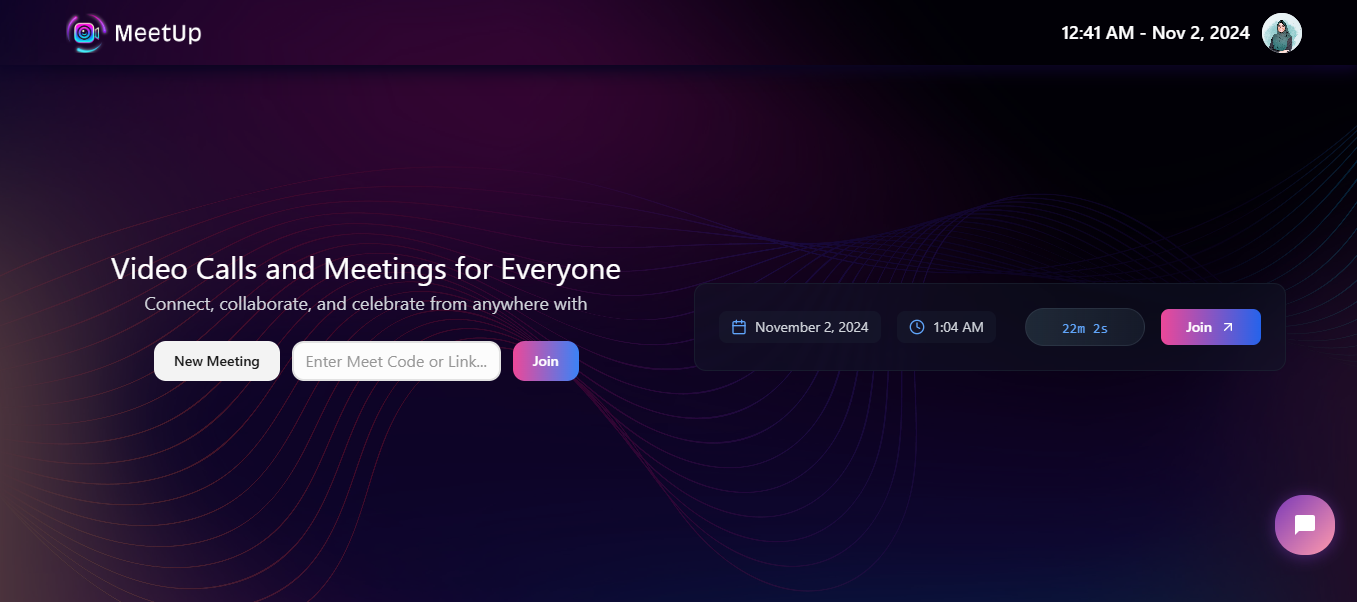 MeetUp
12:41 AM - Nov 2, 2024
Video Calls and Meetings for Everyone
Connect, collaborate, and celebrate from anywhere with
New Meeting
Enter Meet Code or Link...
Join
November 2, 2024
1:04 AM
22m 2s
Join